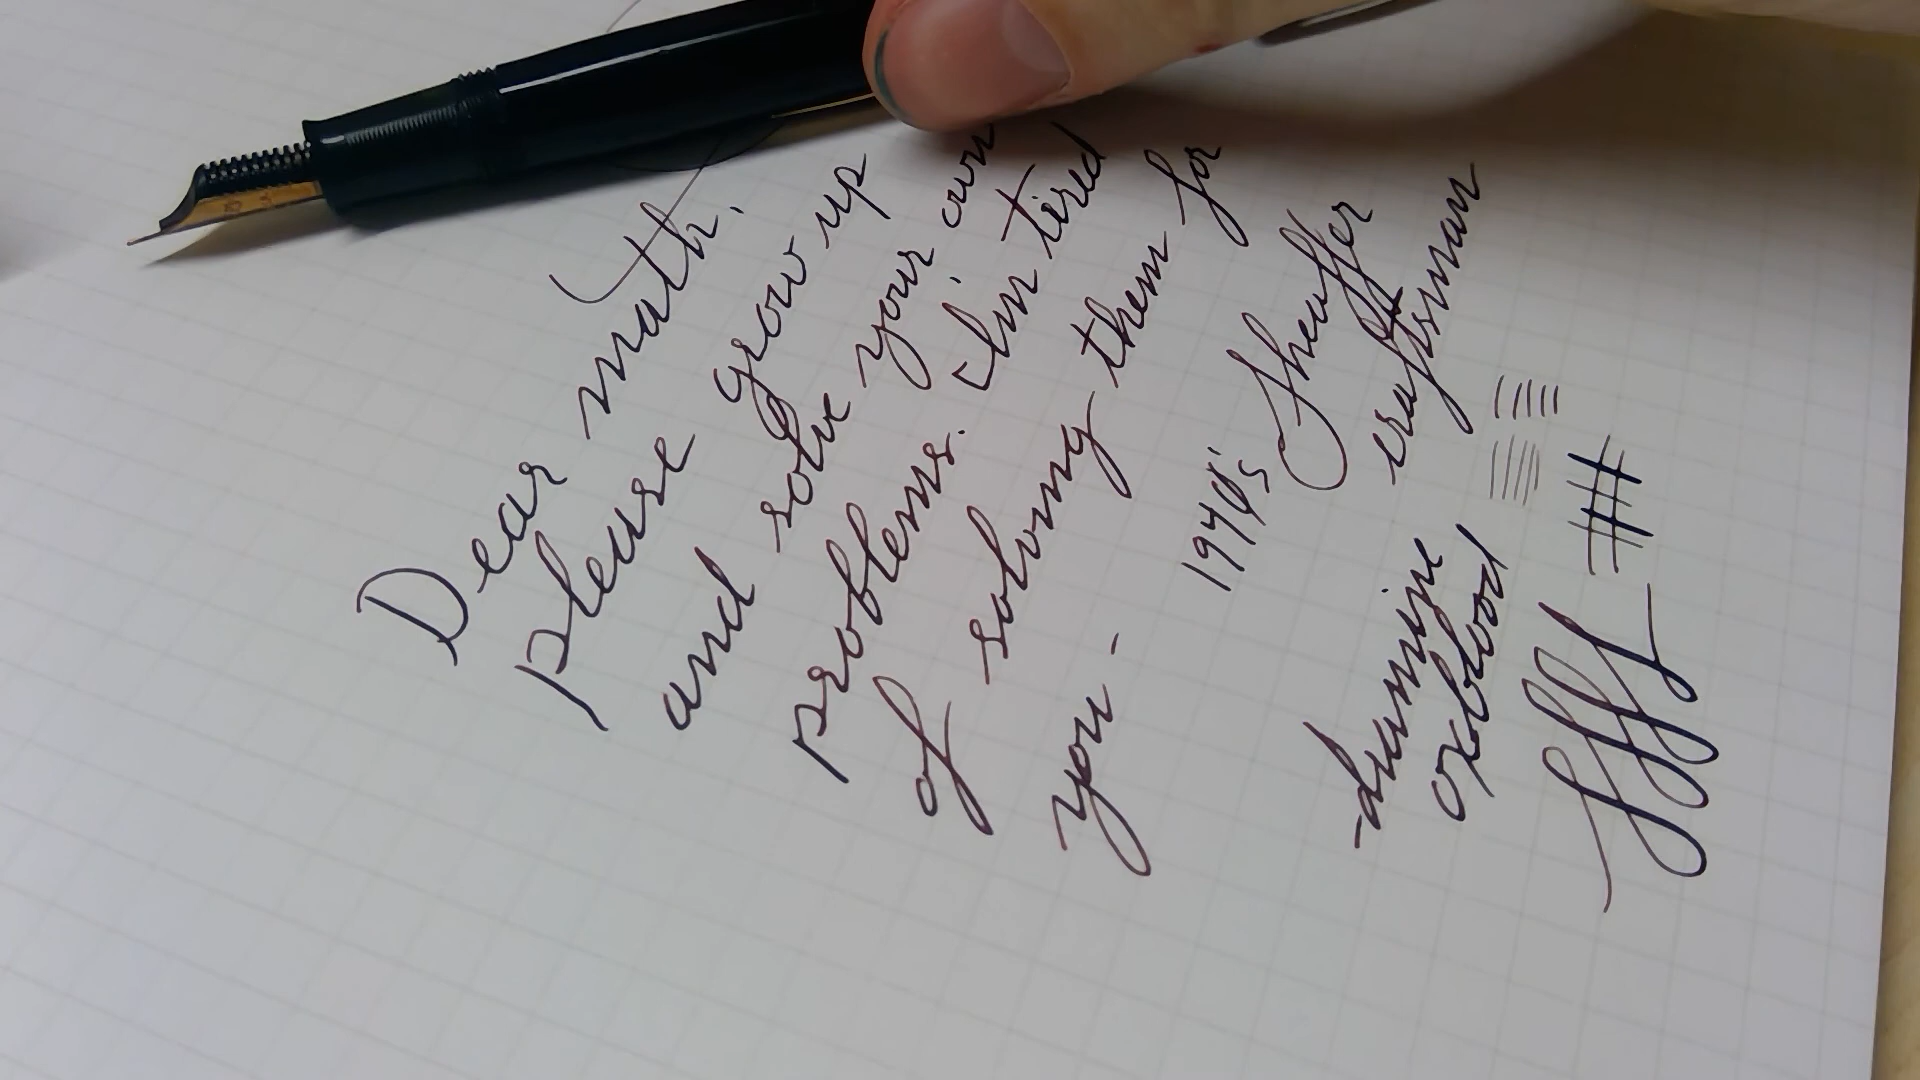 Dear math,
please grow up
and solve your own
problems. I'm tired
of solving them for
you -
1940's Sheaffer
craftsman
diamine
oxblood